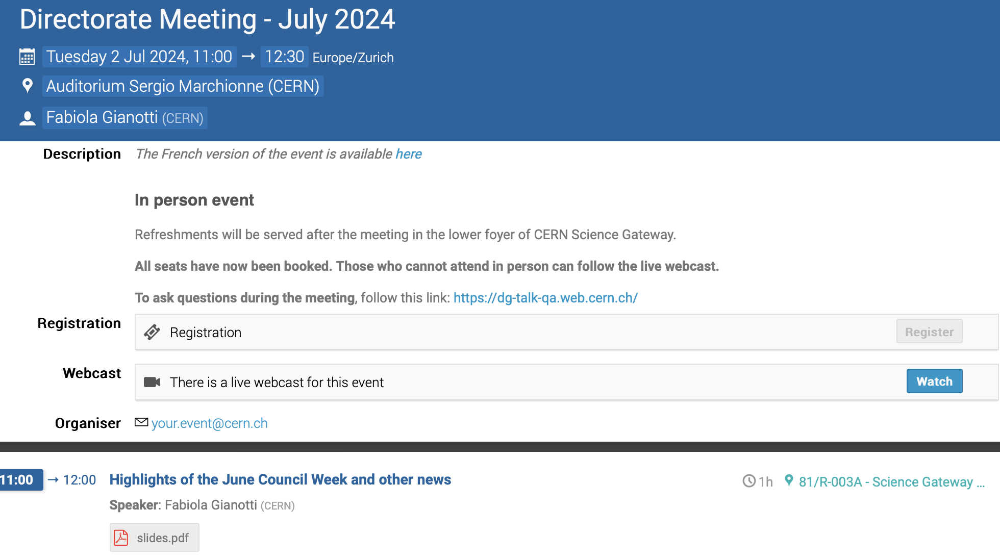 Directorate Meeting - July 2024
Tuesday 2 Jul 2024, 11:00 → 12:30 Europe/Zurich
Auditorium Sergio Marchionne (CERN)
Fabiola Gianotti (CERN)
Description The French version of the event is available here
In person event
Refreshments will be served after the meeting in the lower foyer of CERN Science Gateway.
All seats have now been booked. Those who cannot attend in person can follow the live webcast.
To ask questions during the meeting, follow this link: https://dg-talk-qa.web.cern.ch/
Registration Registration Register
Webcast There is a live webcast for this event Watch
Organiser your.event@cern.ch
11:00 → 12:00 Highlights of the June Council Week and other news 1h 81/R-003A - Science Gateway ...
Speaker: Fabiola Gianotti (CERN)
slides.pdf